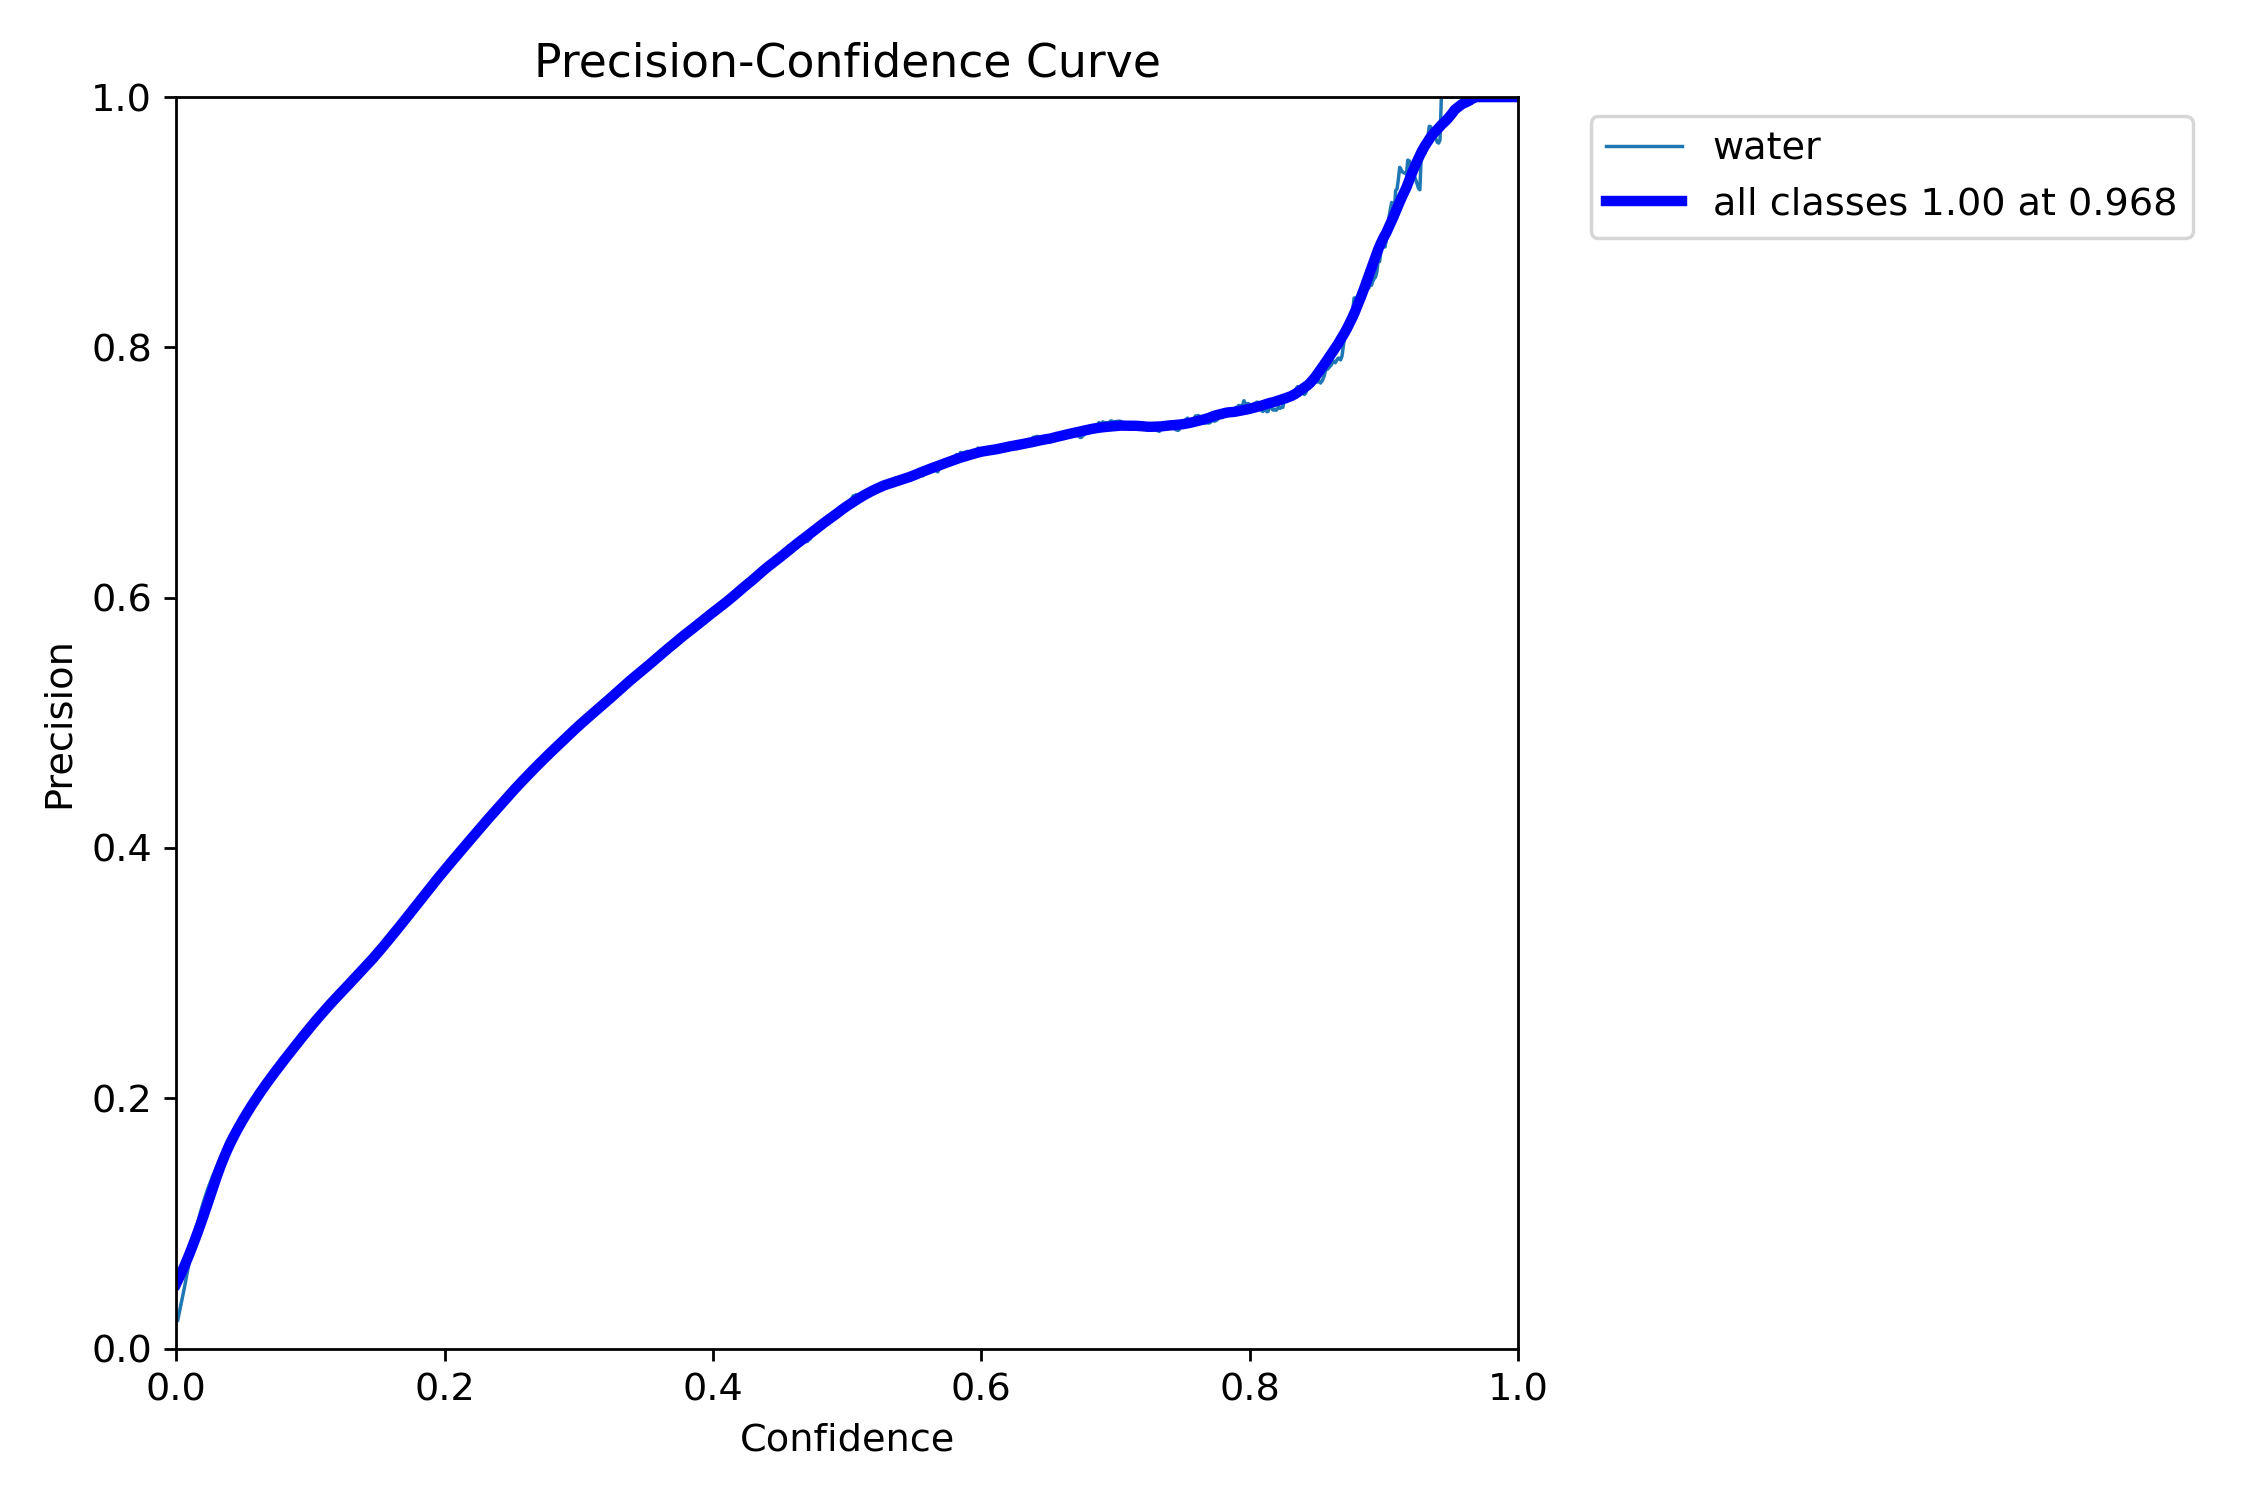 Precision-Confidence Curve
1.0
0.8
0.6
0.4
0.2
0.0
Precision
0.0 0.2 0.4 0.6 0.8 1.0
Confidence
water
all classes 1.00 at 0.968